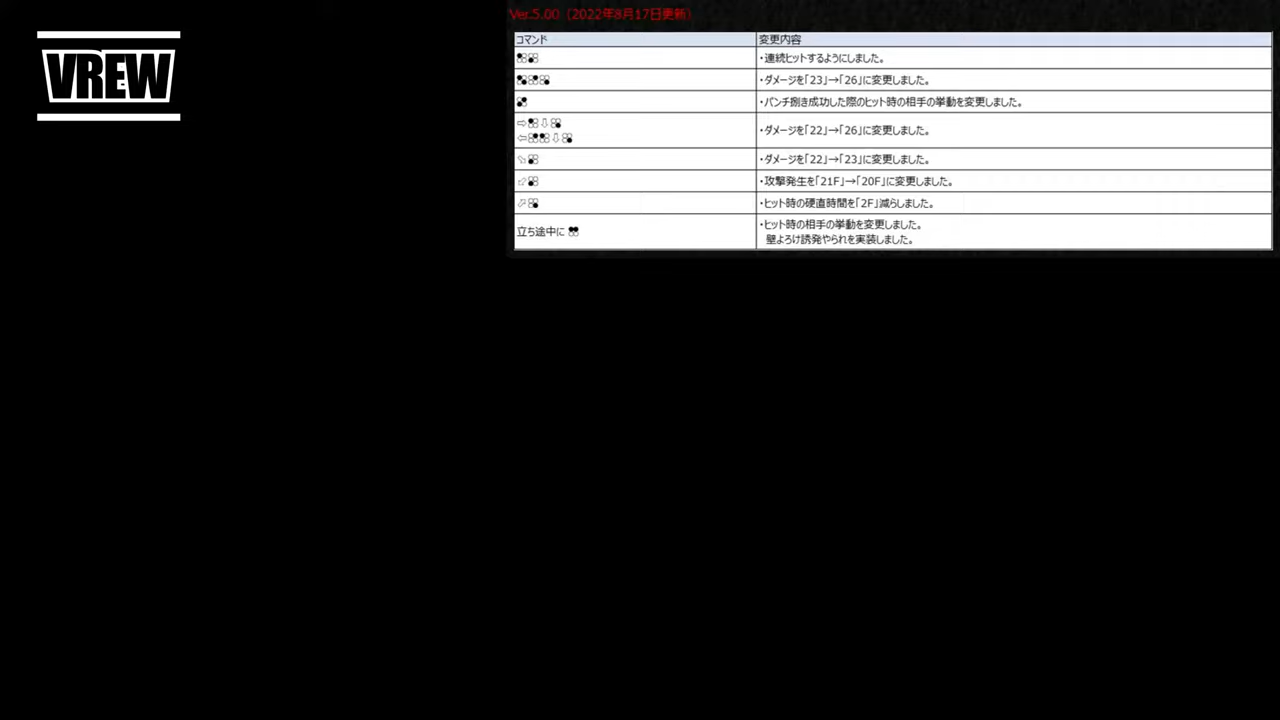 VREW
Ver.5.00（2022年8月17日更新）
コマンド 変更内容
・連続ヒットするようにしました。
・ダメージを「23」→「26」に変更しました。
・パンチ捌き成功した際のヒット時の相手の挙動を変更しました。
⇨ ⇩
⇦ ⇩
・ダメージを「22」→「26」に変更しました。
・ダメージを「22」→「23」に変更しました。
・攻撃発生を「21F」→「20F」に変更しました。
・ヒット時の硬直時間を「2F」減らしました。
立ち途中に
・ヒット時の相手の挙動を変更しました。
壁よろけ誘発やられを実装しました。